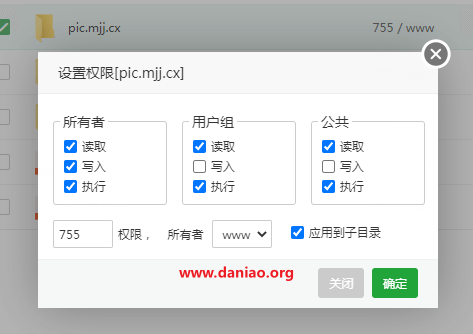 pic.mjj.cx 755 / www
设置权限[pic.mjj.cx]
所有者 用户组 公共
读取 读取 读取
写入 写入 写入
执行 执行 执行
755 权限， 所有者 www 应用到子目录
www.daniao.org
关闭 确定